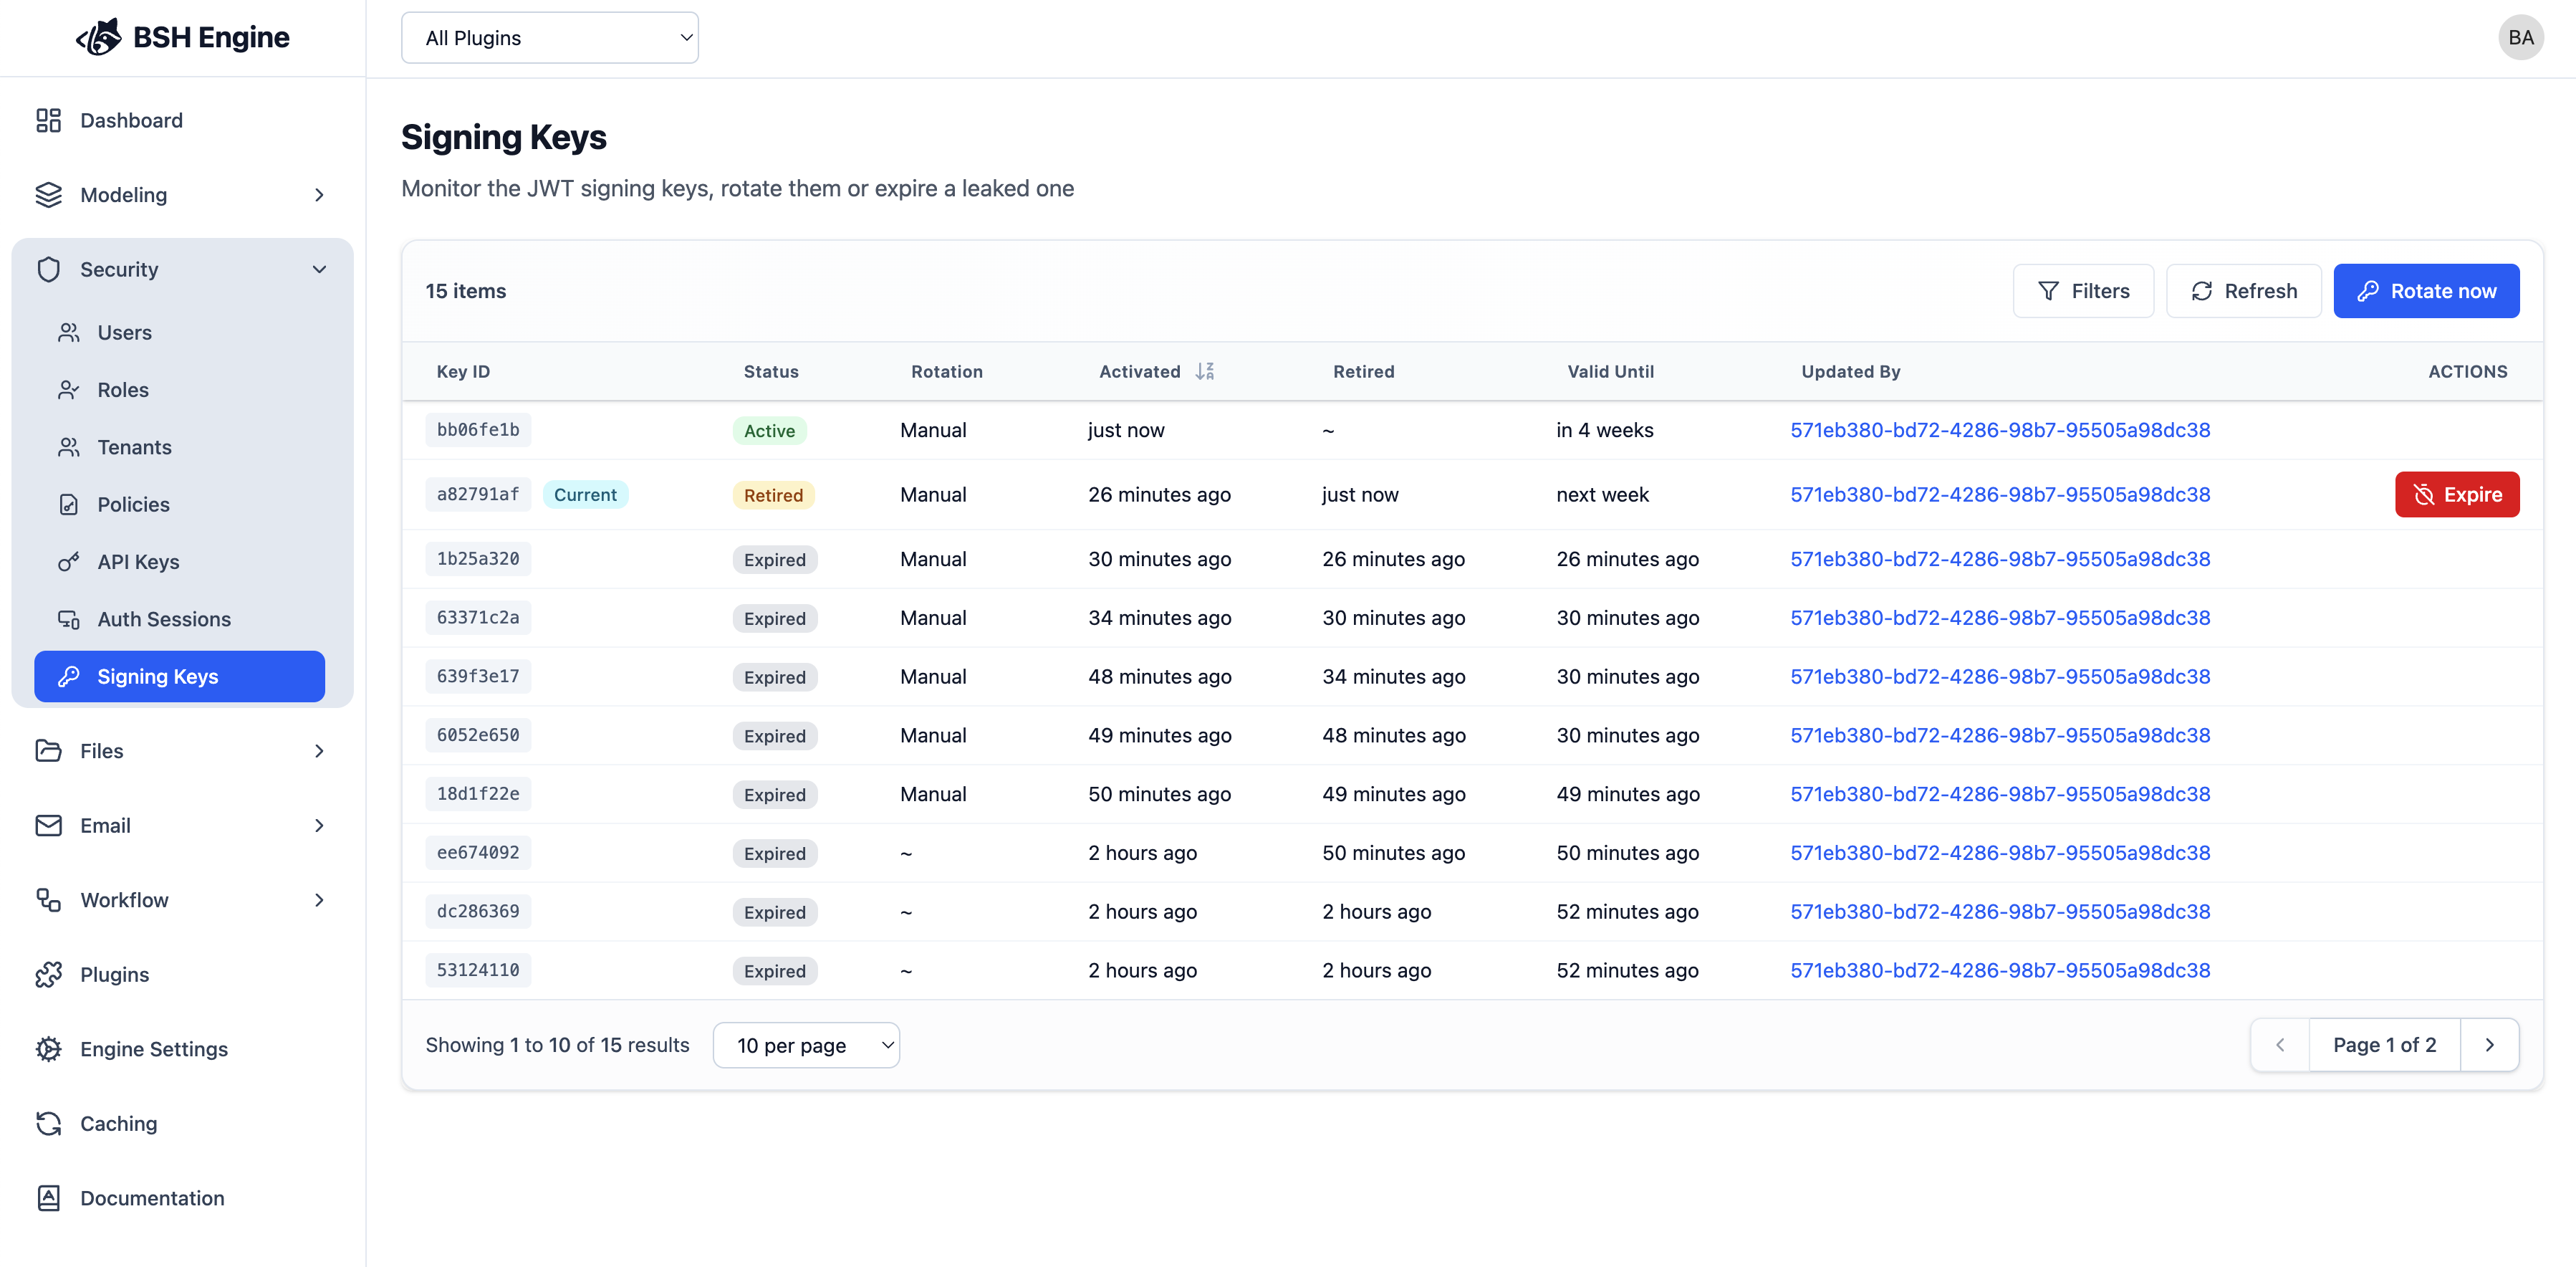 BSH Engine
All Plugins
BA
Dashboard
Modeling
Security
Users
Roles
Tenants
Policies
API Keys
Auth Sessions
Signing Keys
Files
Email
Workflow
Plugins
Engine Settings
Caching
Documentation
Signing Keys
Monitor the JWT signing keys, rotate them or expire a leaked one
15 items Filters Refresh Rotate now
Key ID Status Rotation Activated Retired Valid Until Updated By ACTIONS
bb06fe1b Active Manual just now ~ in 4 weeks 571eb380-bd72-4286-98b7-95505a98dc38
a82791af Current Retired Manual 26 minutes ago just now next week 571eb380-bd72-4286-98b7-95505a98dc38 Expire
1b25a320 Expired Manual 30 minutes ago 26 minutes ago 26 minutes ago 571eb380-bd72-4286-98b7-95505a98dc38
63371c2a Expired Manual 34 minutes ago 30 minutes ago 30 minutes ago 571eb380-bd72-4286-98b7-95505a98dc38
639f3e17 Expired Manual 48 minutes ago 34 minutes ago 30 minutes ago 571eb380-bd72-4286-98b7-95505a98dc38
6052e650 Expired Manual 49 minutes ago 48 minutes ago 30 minutes ago 571eb380-bd72-4286-98b7-95505a98dc38
18d1f22e Expired Manual 50 minutes ago 49 minutes ago 49 minutes ago 571eb380-bd72-4286-98b7-95505a98dc38
ee674092 Expired ~ 2 hours ago 50 minutes ago 50 minutes ago 571eb380-bd72-4286-98b7-95505a98dc38
dc286369 Expired ~ 2 hours ago 2 hours ago 52 minutes ago 571eb380-bd72-4286-98b7-95505a98dc38
53124110 Expired ~ 2 hours ago 2 hours ago 52 minutes ago 571eb380-bd72-4286-98b7-95505a98dc38
Showing 1 to 10 of 15 results 10 per page Page 1 of 2